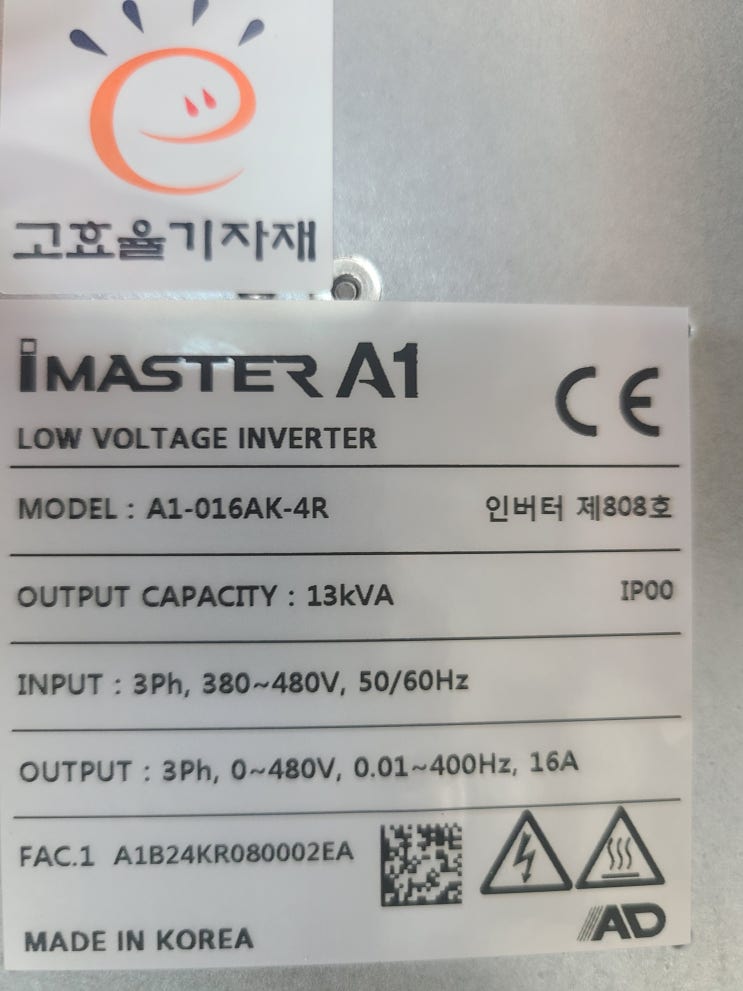 고효율기자재
iMASTER A1
LOW VOLTAGE INVERTER
CE
MODEL : A1-016AK-4R 인버터 제808호
OUTPUT CAPACITY : 13kVA IP00
INPUT : 3Ph, 380~480V, 50/60Hz
OUTPUT : 3Ph, 0~480V, 0.01~400Hz, 16A
FAC.1 A1B24KR080002EA
AD
MADE IN KOREA